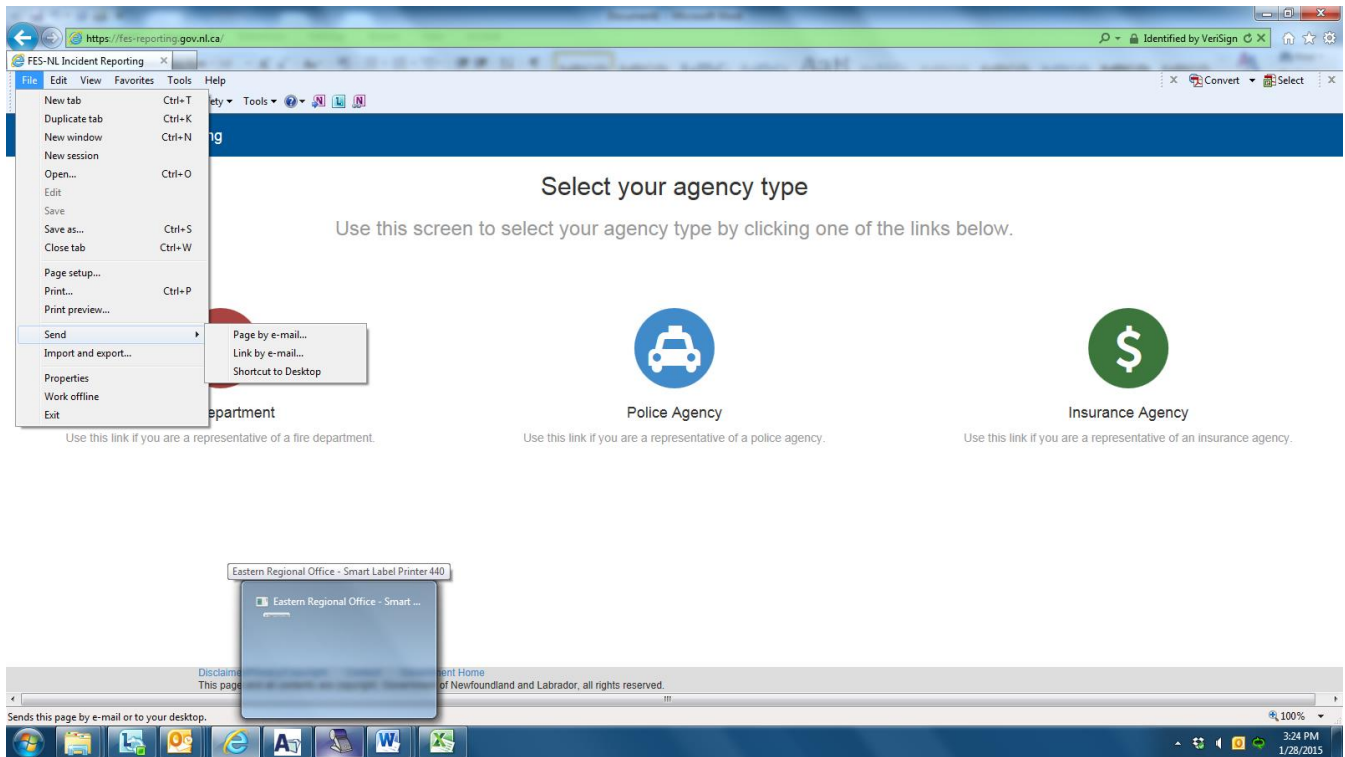 Document - Microsoft Word
https://fes-reporting.gov.nl.ca/
Identified by VeriSign
FES-NL Incident Reporting
File Edit View Favorites Tools Help
Convert Select
New tab Ctrl+T
ety Tools
Duplicate tab Ctrl+K
New window Ctrl+N
ng
New session
Open... Ctrl+O
Edit
Save
Save as... Ctrl+S
Close tab Ctrl+W
Page setup...
Print... Ctrl+P
Print preview...
Send
Import and export...
Properties
Work offline
Exit
Page by e-mail...
Link by e-mail...
Shortcut to Desktop
Select your agency type
Use this screen to select your agency type by clicking one of the links below.
$
epartment
Use this link if you are a representative of a fire department.
Police Agency
Use this link if you are a representative of a police agency.
Insurance Agency
Use this link if you are a representative of an insurance agency.
Eastern Regional Office - Smart Label Printer 440
Eastern Regional Office - Smart ...
Disclaime ent Home
This page of Newfoundland and Labrador, all rights reserved.
Sends this page by e-mail or to your desktop.
100%
3:24 PM
1/28/2015